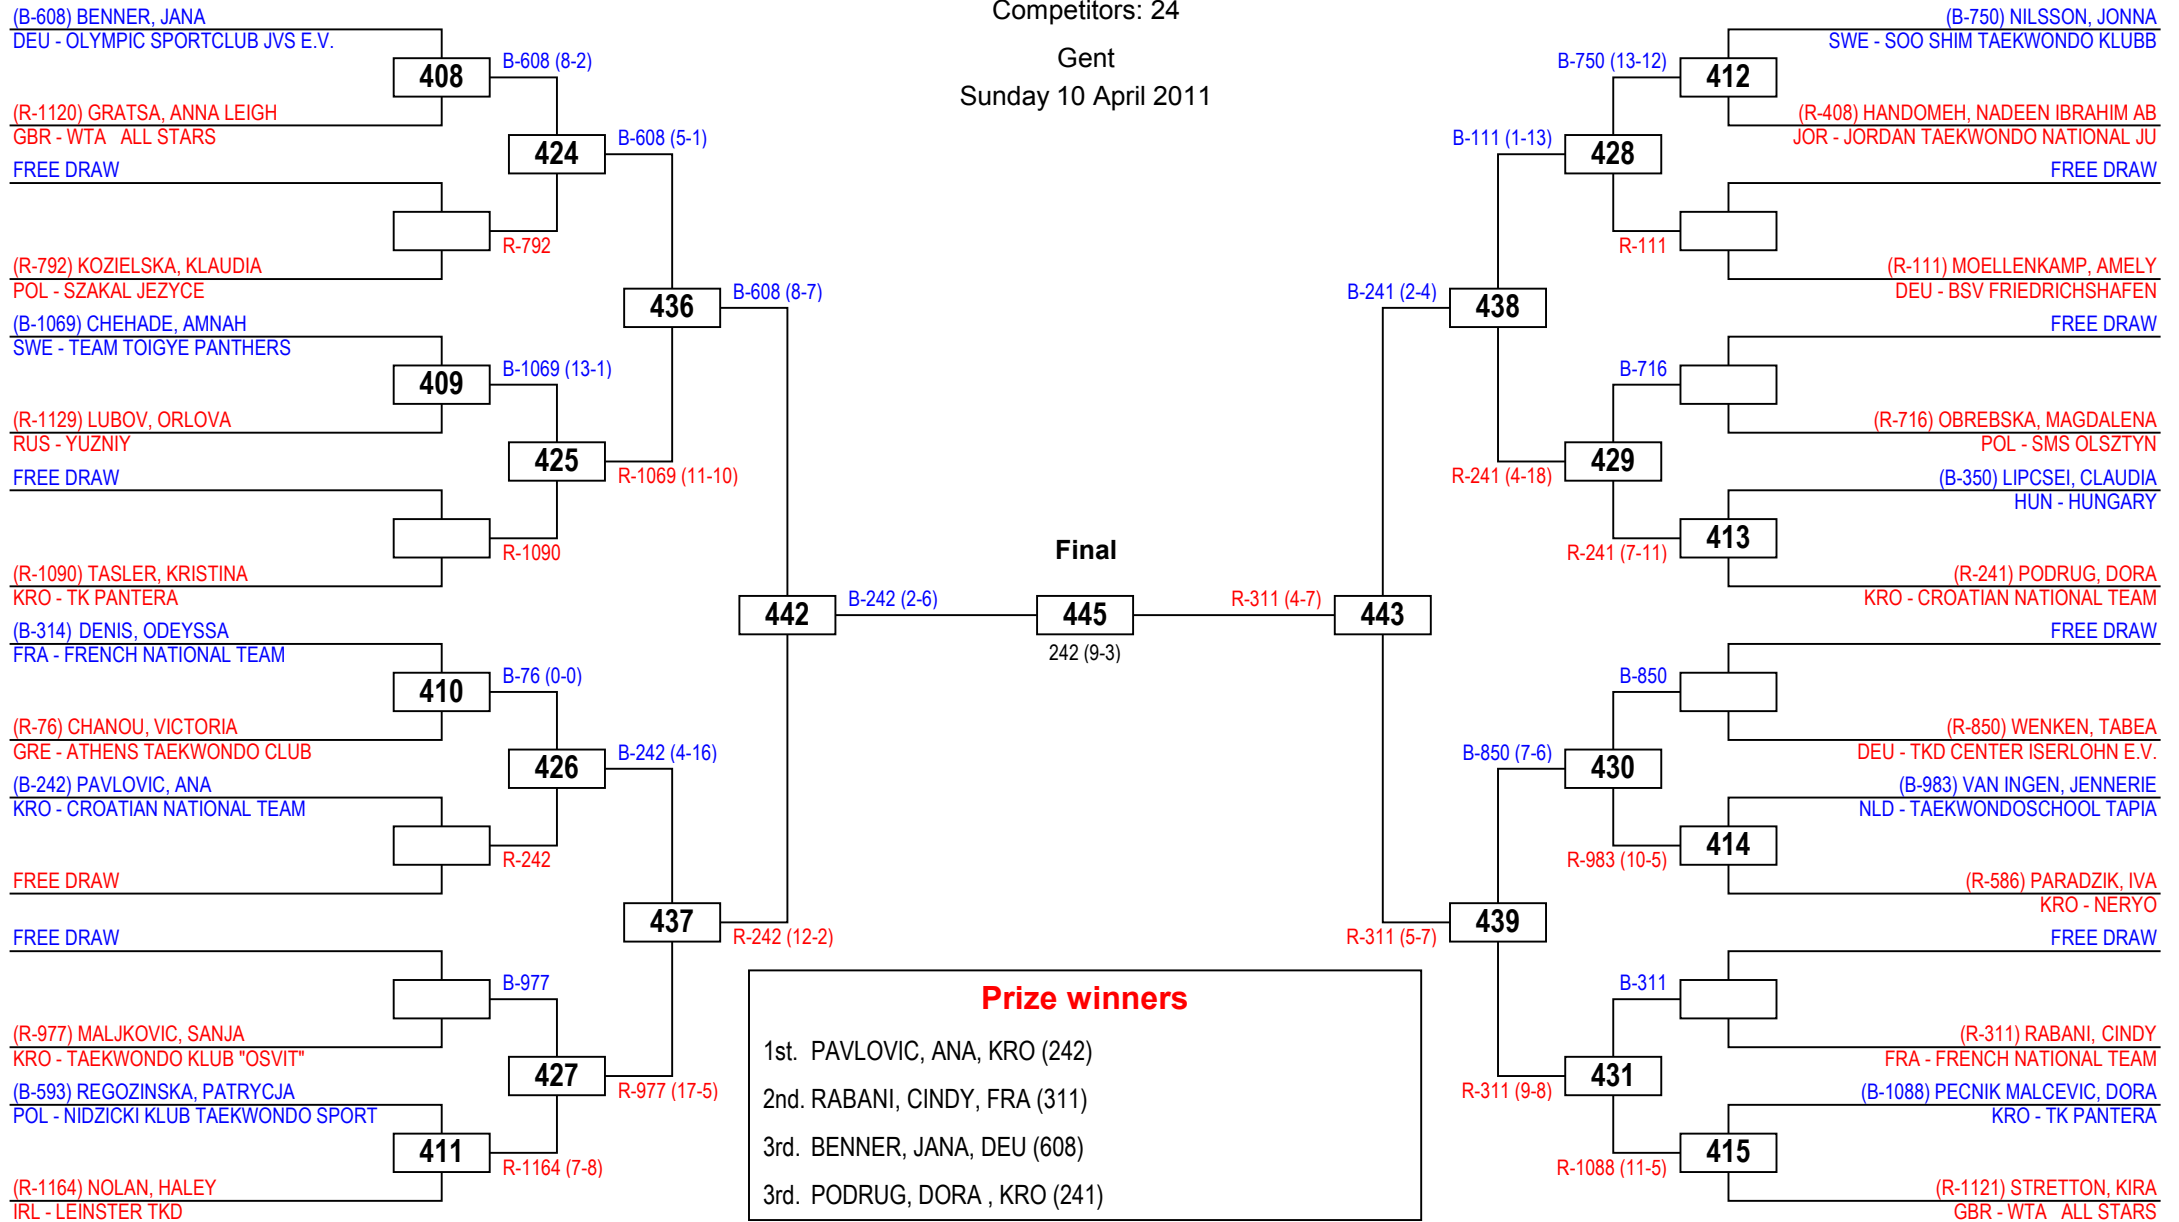 Competitors: 24
Gent
Sunday 10 April 2011
(B-608) BENNER, JANA
DEU - OLYMPIC SPORTCLUB JVS E.V.
408
B-608 (8-2)
(R-1120) GRATSA, ANNA LEIGH
GBR - WTA ALL STARS
FREE DRAW
424
B-608 (5-1)
R-792
(R-792) KOZIELSKA, KLAUDIA
POL - SZAKAL JEZYCE
436
B-608 (8-7)
(B-1069) CHEHADE, AMNAH
SWE - TEAM TOIGYE PANTHERS
409
B-1069 (13-1)
(R-1129) LUBOV, ORLOVA
RUS - YUZNIY
425
R-1069 (11-10)
FREE DRAW
R-1090
(R-1090) TASLER, KRISTINA
KRO - TK PANTERA
442
B-242 (2-6)
(B-314) DENIS, ODEYSSA
FRA - FRENCH NATIONAL TEAM
410
B-76 (0-0)
(R-76) CHANOU, VICTORIA
GRE - ATHENS TAEKWONDO CLUB
426
B-242 (4-16)
(B-242) PAVLOVIC, ANA
KRO - CROATIAN NATIONAL TEAM
R-242
FREE DRAW
437
R-242 (12-2)
FREE DRAW
B-977
(R-977) MALJKOVIC, SANJA
KRO - TAEKWONDO KLUB "OSVIT"
427
R-977 (17-5)
(B-593) REGOZINSKA, PATRYCJA
POL - NIDZICKI KLUB TAEKWONDO SPORT
411
R-1164 (7-8)
(R-1164) NOLAN, HALEY
IRL - LEINSTER TKD
Final
445
242 (9-3)
(B-750) NILSSON, JONNA
SWE - SOO SHIM TAEKWONDO KLUBB
B-750 (13-12)
412
(R-408) HANDOMEH, NADEEN IBRAHIM AB
JOR - JORDAN TAEKWONDO NATIONAL JU
B-111 (1-13)
428
FREE DRAW
R-111
(R-111) MOELLENKAMP, AMELY
DEU - BSV FRIEDRICHSHAFEN
B-241 (2-4)
438
FREE DRAW
B-716
(R-716) OBREBSKA, MAGDALENA
POL - SMS OLSZTYN
R-241 (4-18)
429
(B-350) LIPCSEI, CLAUDIA
HUN - HUNGARY
R-241 (7-11)
413
(R-241) PODRUG, DORA
KRO - CROATIAN NATIONAL TEAM
R-311 (4-7)
443
FREE DRAW
B-850
(R-850) WENKEN, TABEA
DEU - TKD CENTER ISERLOHN E.V.
B-850 (7-6)
430
(B-983) VAN INGEN, JENNERIE
NLD - TAEKWONDOSCHOOL TAPIA
R-983 (10-5)
414
(R-586) PARADZIK, IVA
KRO - NERYO
R-311 (5-7)
439
FREE DRAW
B-311
(R-311) RABANI, CINDY
FRA - FRENCH NATIONAL TEAM
R-311 (9-8)
431
(B-1088) PECNIK MALCEVIC, DORA
KRO - TK PANTERA
R-1088 (11-5)
415
(R-1121) STRETTON, KIRA
GBR - WTA ALL STARS
Prize winners
1st. PAVLOVIC, ANA, KRO (242)
2nd. RABANI, CINDY, FRA (311)
3rd. BENNER, JANA, DEU (608)
3rd. PODRUG, DORA , KRO (241)